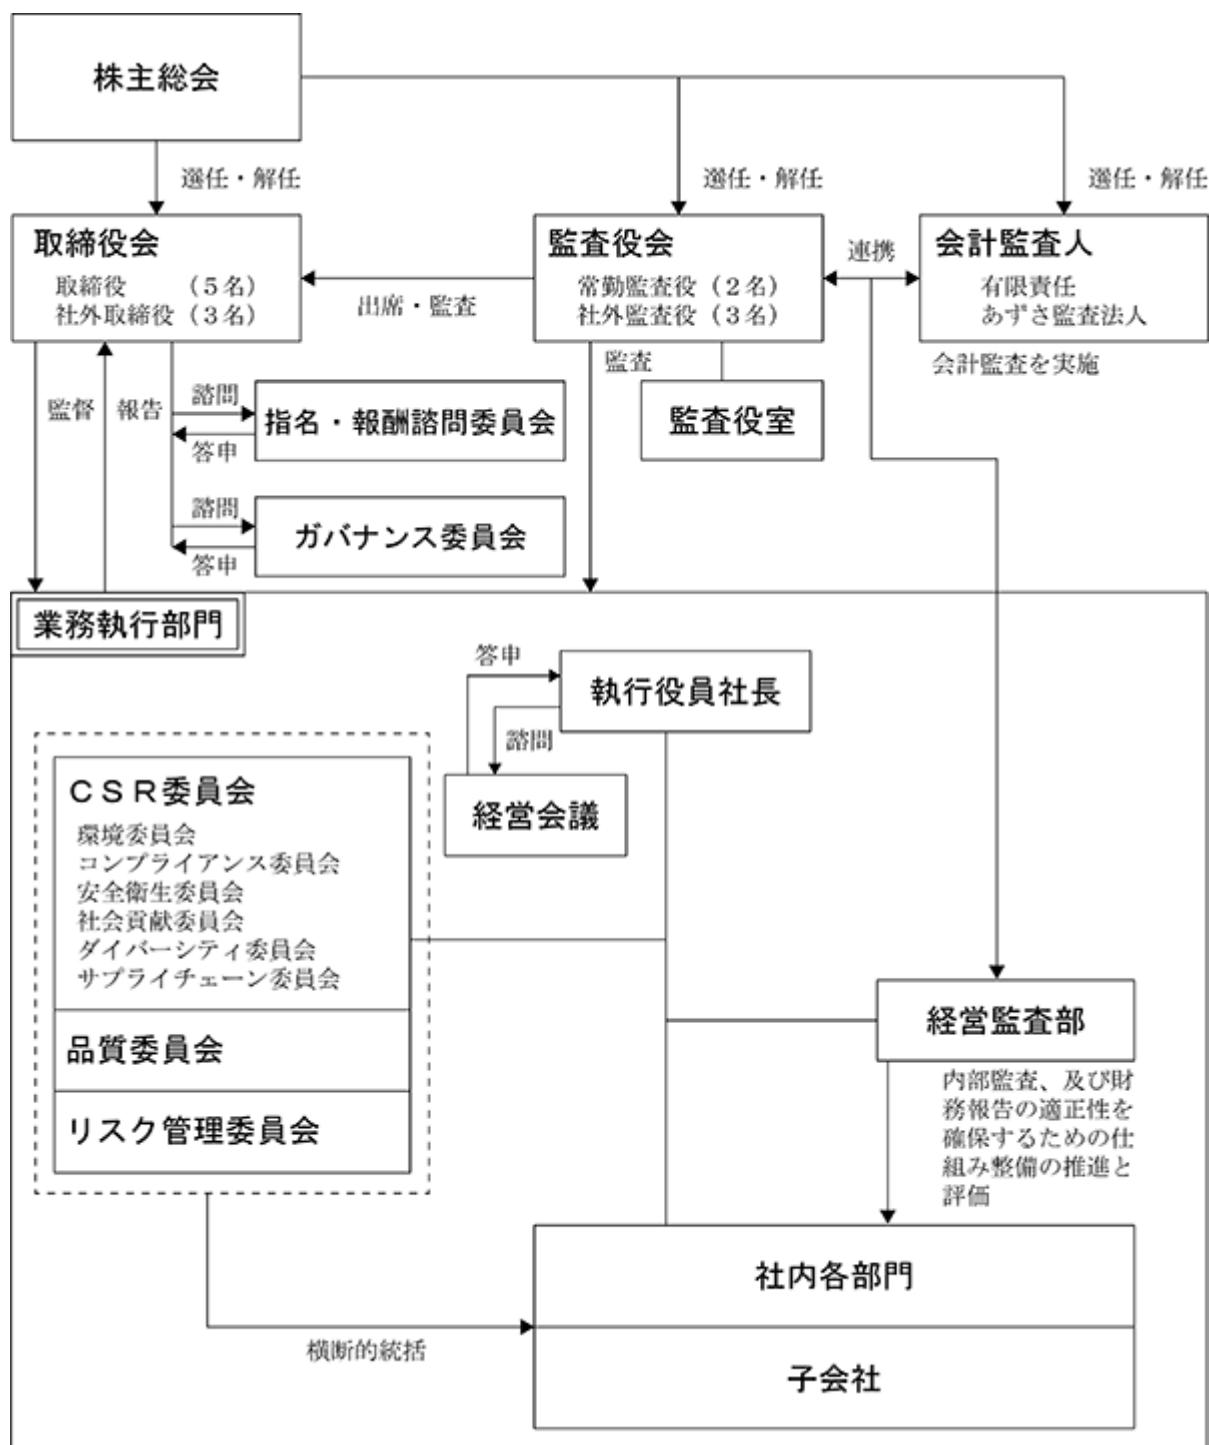 株主総会
選任・解任
選任・解任
選任・解任
取締役会
取締役　　（５名）
社外取締役（３名）
出席・監査
監査役会
常勤監査役（２名）
社外監査役（３名）
連携
会計監査人
有限責任
あずさ監査法人
会計監査を実施
監督
報告
諮問
答申
指名・報酬諮問委員会
監査
監査役室
諮問
答申
ガバナンス委員会
業務執行部門
答申
執行役員社長
諮問
経営会議
ＣＳＲ委員会
環境委員会
コンプライアンス委員会
安全衛生委員会
社会貢献委員会
ダイバーシティ委員会
サプライチェーン委員会
品質委員会
リスク管理委員会
経営監査部
内部監査、及び財
務報告の適正性を
確保するための仕
組み整備の推進と
評価
横断的統括
社内各部門
子会社